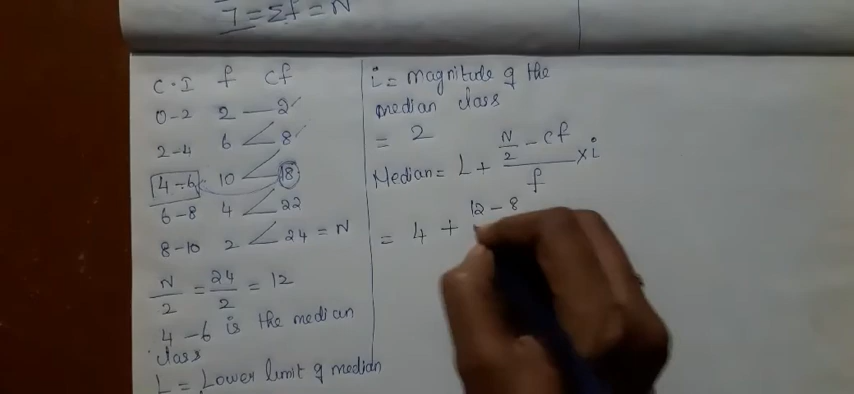 T = Σf = N
C.I f cf
0-2 2 2
2-4 6 8
4-6 10 18
6-8 4 22
8-10 2 24 = N
N/2 = 24/2 = 12
4-6 is the median
class
L = Lower limit of median
i = magnitude of the
median class
= 2
Median = L + (N/2 - cf)/f × i
= 4 + 12 - 8